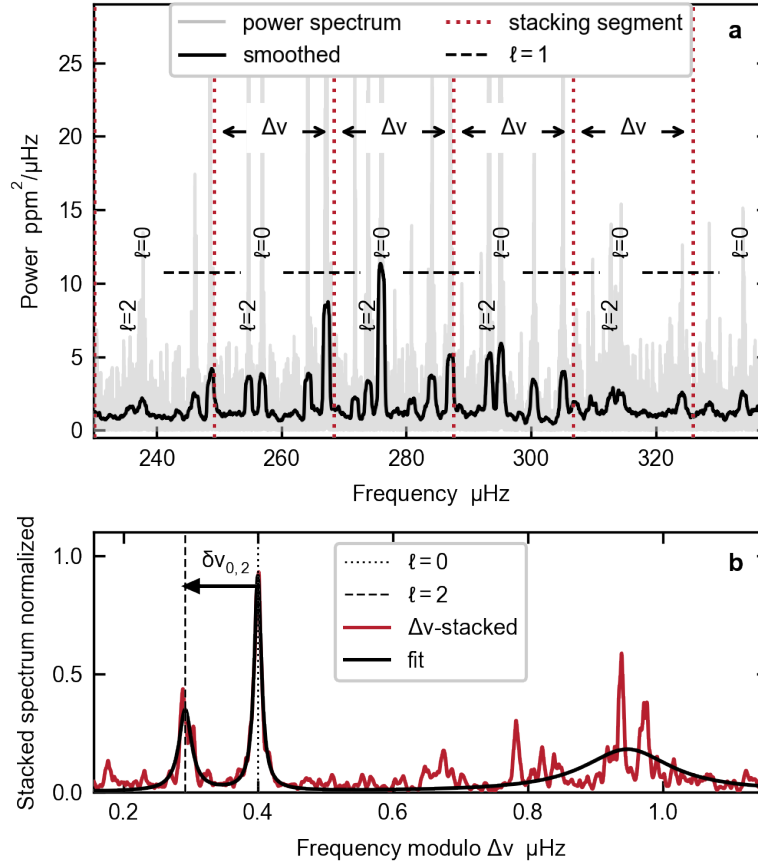 power spectrum
smoothed
stacking segment
ℓ = 1
a
25
20
15
10
5
0
Power ppm²/μHz
Δν
Δν
Δν
Δν
ℓ=0
ℓ=0
ℓ=0
ℓ=0
ℓ=0
ℓ=0
ℓ=2
ℓ=2
ℓ=2
ℓ=2
ℓ=2
240
260
280
300
320
Frequency μHz
Stacked spectrum normalized
1.0
0.5
0.0
δν0, 2
ℓ = 0
ℓ = 2
Δν-stacked
fit
b
0.2
0.4
0.6
0.8
1.0
Frequency modulo Δν μHz